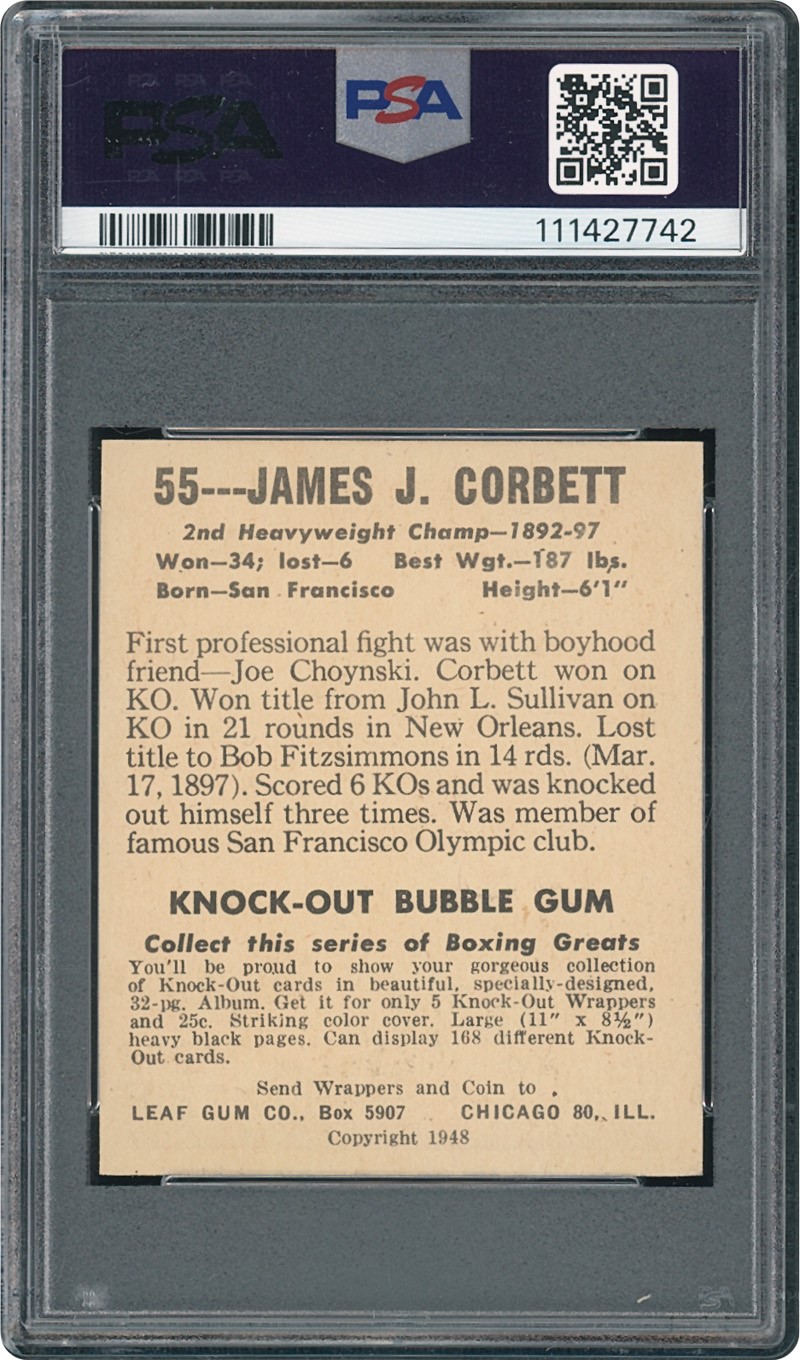 PSA PSA PSA
PSA
PSA PSA PSA
PSA
111427742
55---JAMES J. CORBETT
2nd Heavyweight Champ—1892-97
Won—34; lost—6 Best Wgt.—187 lbs.
Born—San Francisco Height—6'1"
First professional fight was with boyhood
friend—Joe Choynski. Corbett won on
KO. Won title from John L. Sullivan on
KO in 21 rounds in New Orleans. Lost
title to Bob Fitzsimmons in 14 rds. (Mar.
17, 1897). Scored 6 KOs and was knocked
out himself three times. Was member of
famous San Francisco Olympic club.
KNOCK-OUT BUBBLE GUM
Collect this series of Boxing Greats
You'll be proud to show your gorgeous collection
of Knock-Out cards in beautiful, specially-designed,
32-pg. Album. Get it for only 5 Knock-Out Wrappers
and 25c. Striking color cover. Large (11" x 8½")
heavy black pages. Can display 168 different Knock-
Out cards.
Send Wrappers and Coin to
LEAF GUM CO., Box 5907 CHICAGO 80, ILL.
Copyright 1948